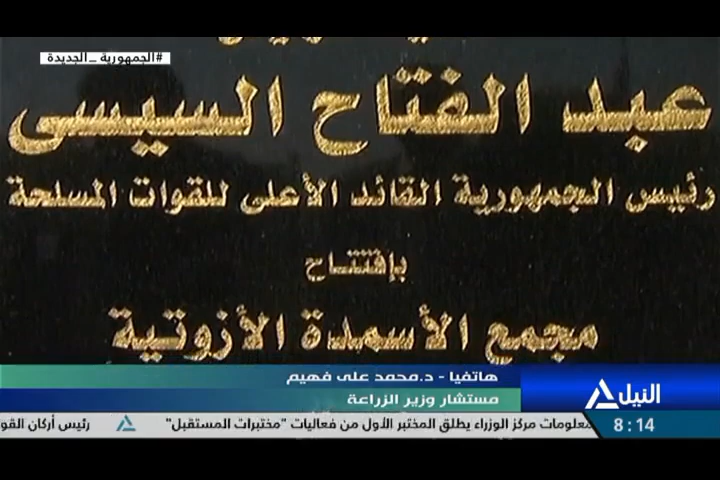 #الجمهورية_الجديدة
عبد الفتاح السيسى
رئيس الجمهورية القائد الأعلى للقوات المسلحة
بإفتتاح
مجمع الأسمدة الأزوتية
هاتفيا - د.محمد على فهيم
مستشار وزير الزراعة
النيل
معلومات مركز الوزراء يطلق المختبر الأول من فعاليات "مختبرات المستقبل" رئيس أركان
8:14